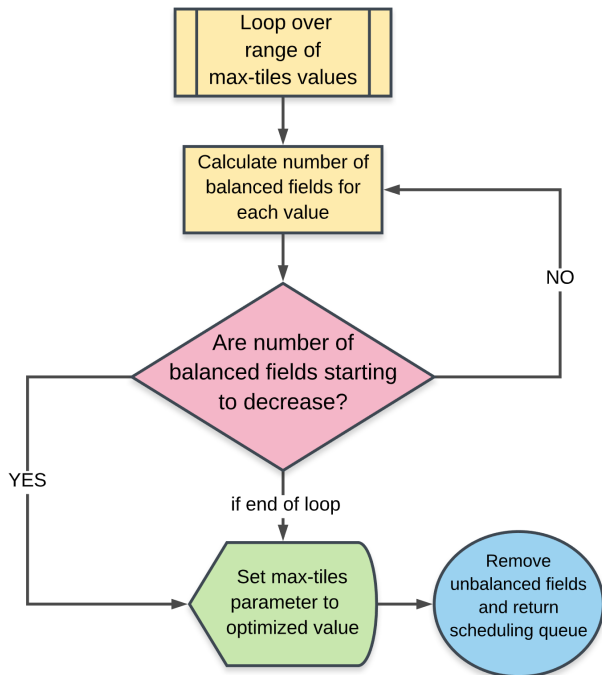 Loop over
range of
max-tiles values
Calculate number of
balanced fields for
each value
NO
Are number of
balanced fields starting
to decrease?
YES
if end of loop
Set max-tiles
parameter to
optimized value
Remove
unbalanced fields
and return
scheduling queue